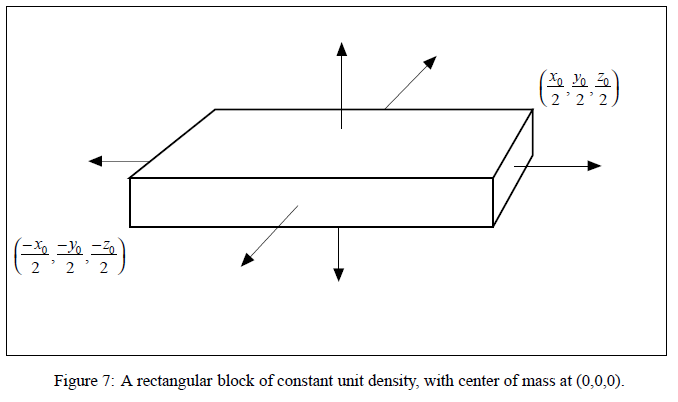 (x₀/2, y₀/2, z₀/2)
(−x₀/2, −y₀/2, −z₀/2)
Figure 7: A rectangular block of constant unit density, with center of mass at (0,0,0).